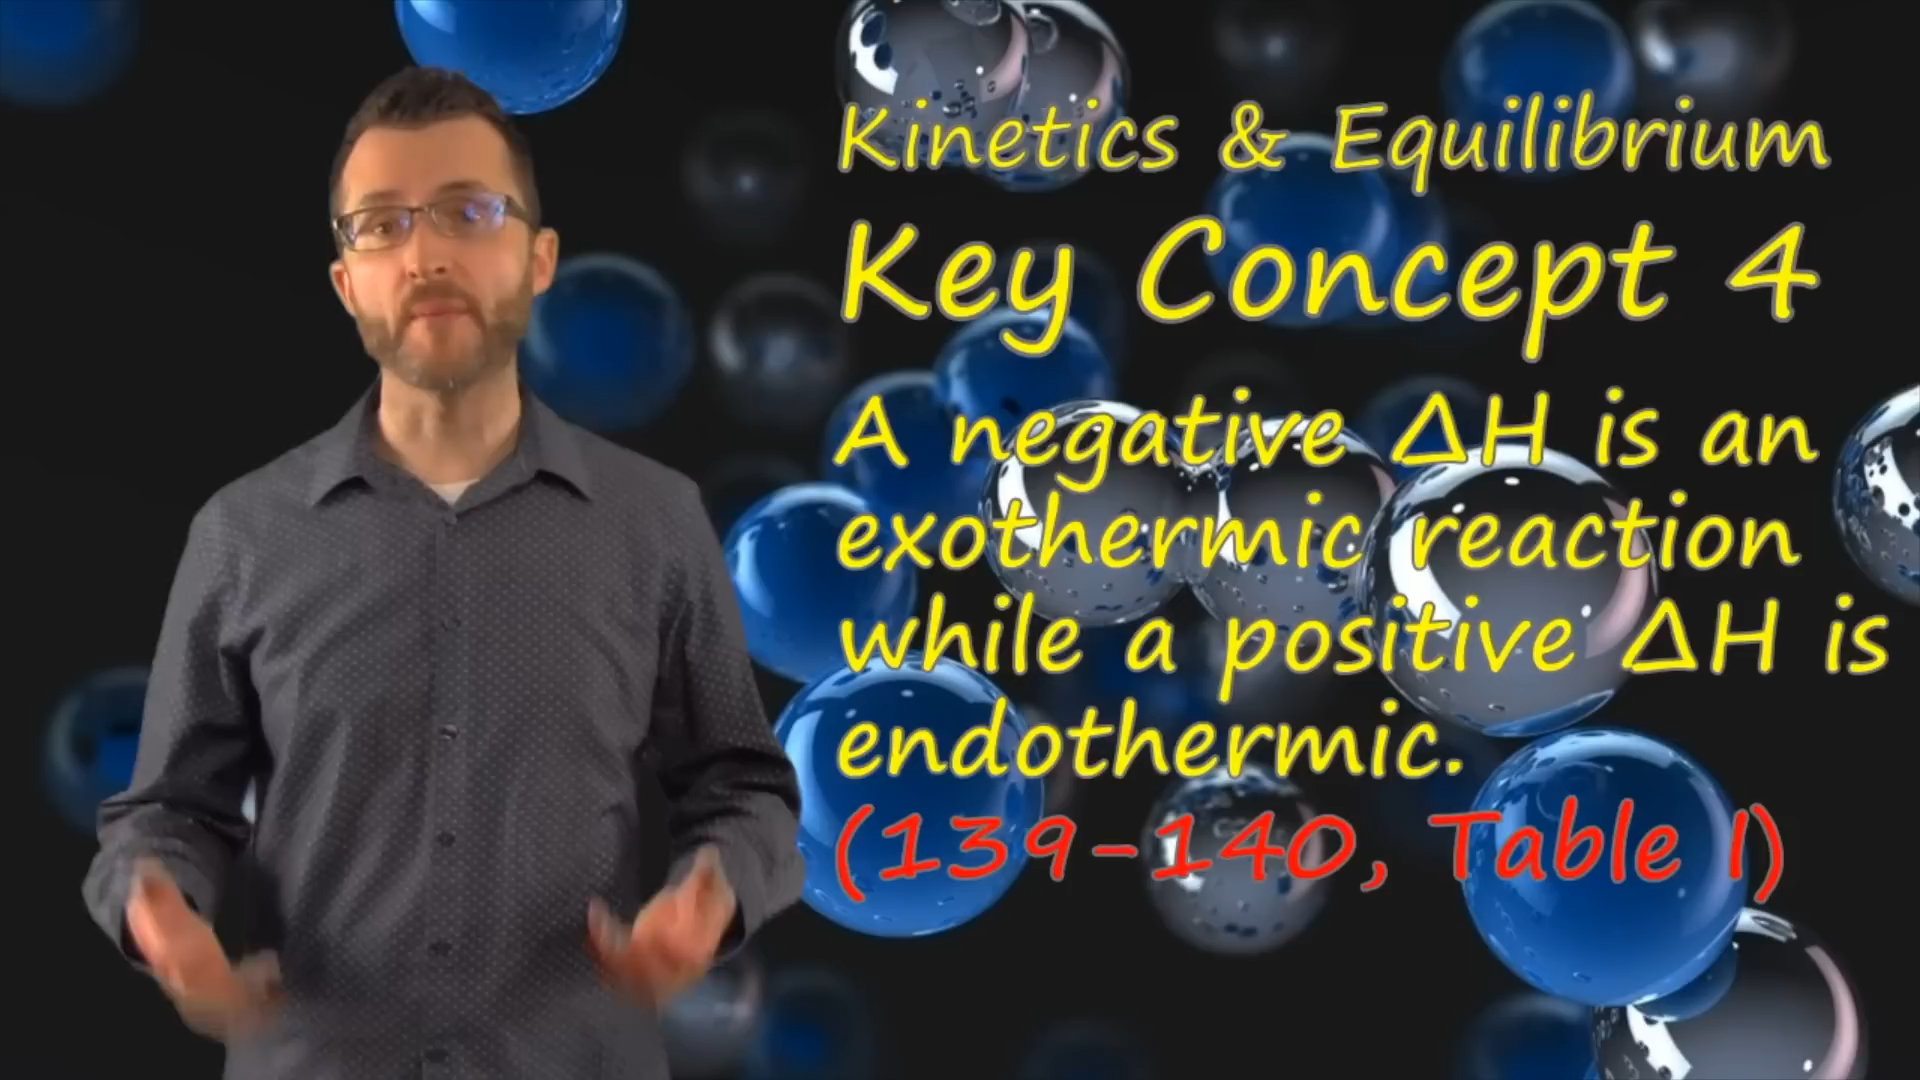 Kinetics & Equilibrium
Key Concept 4
A negative ΔH is an
exothermic reaction
while a positive ΔH is
endothermic.
(139-140, Table I)